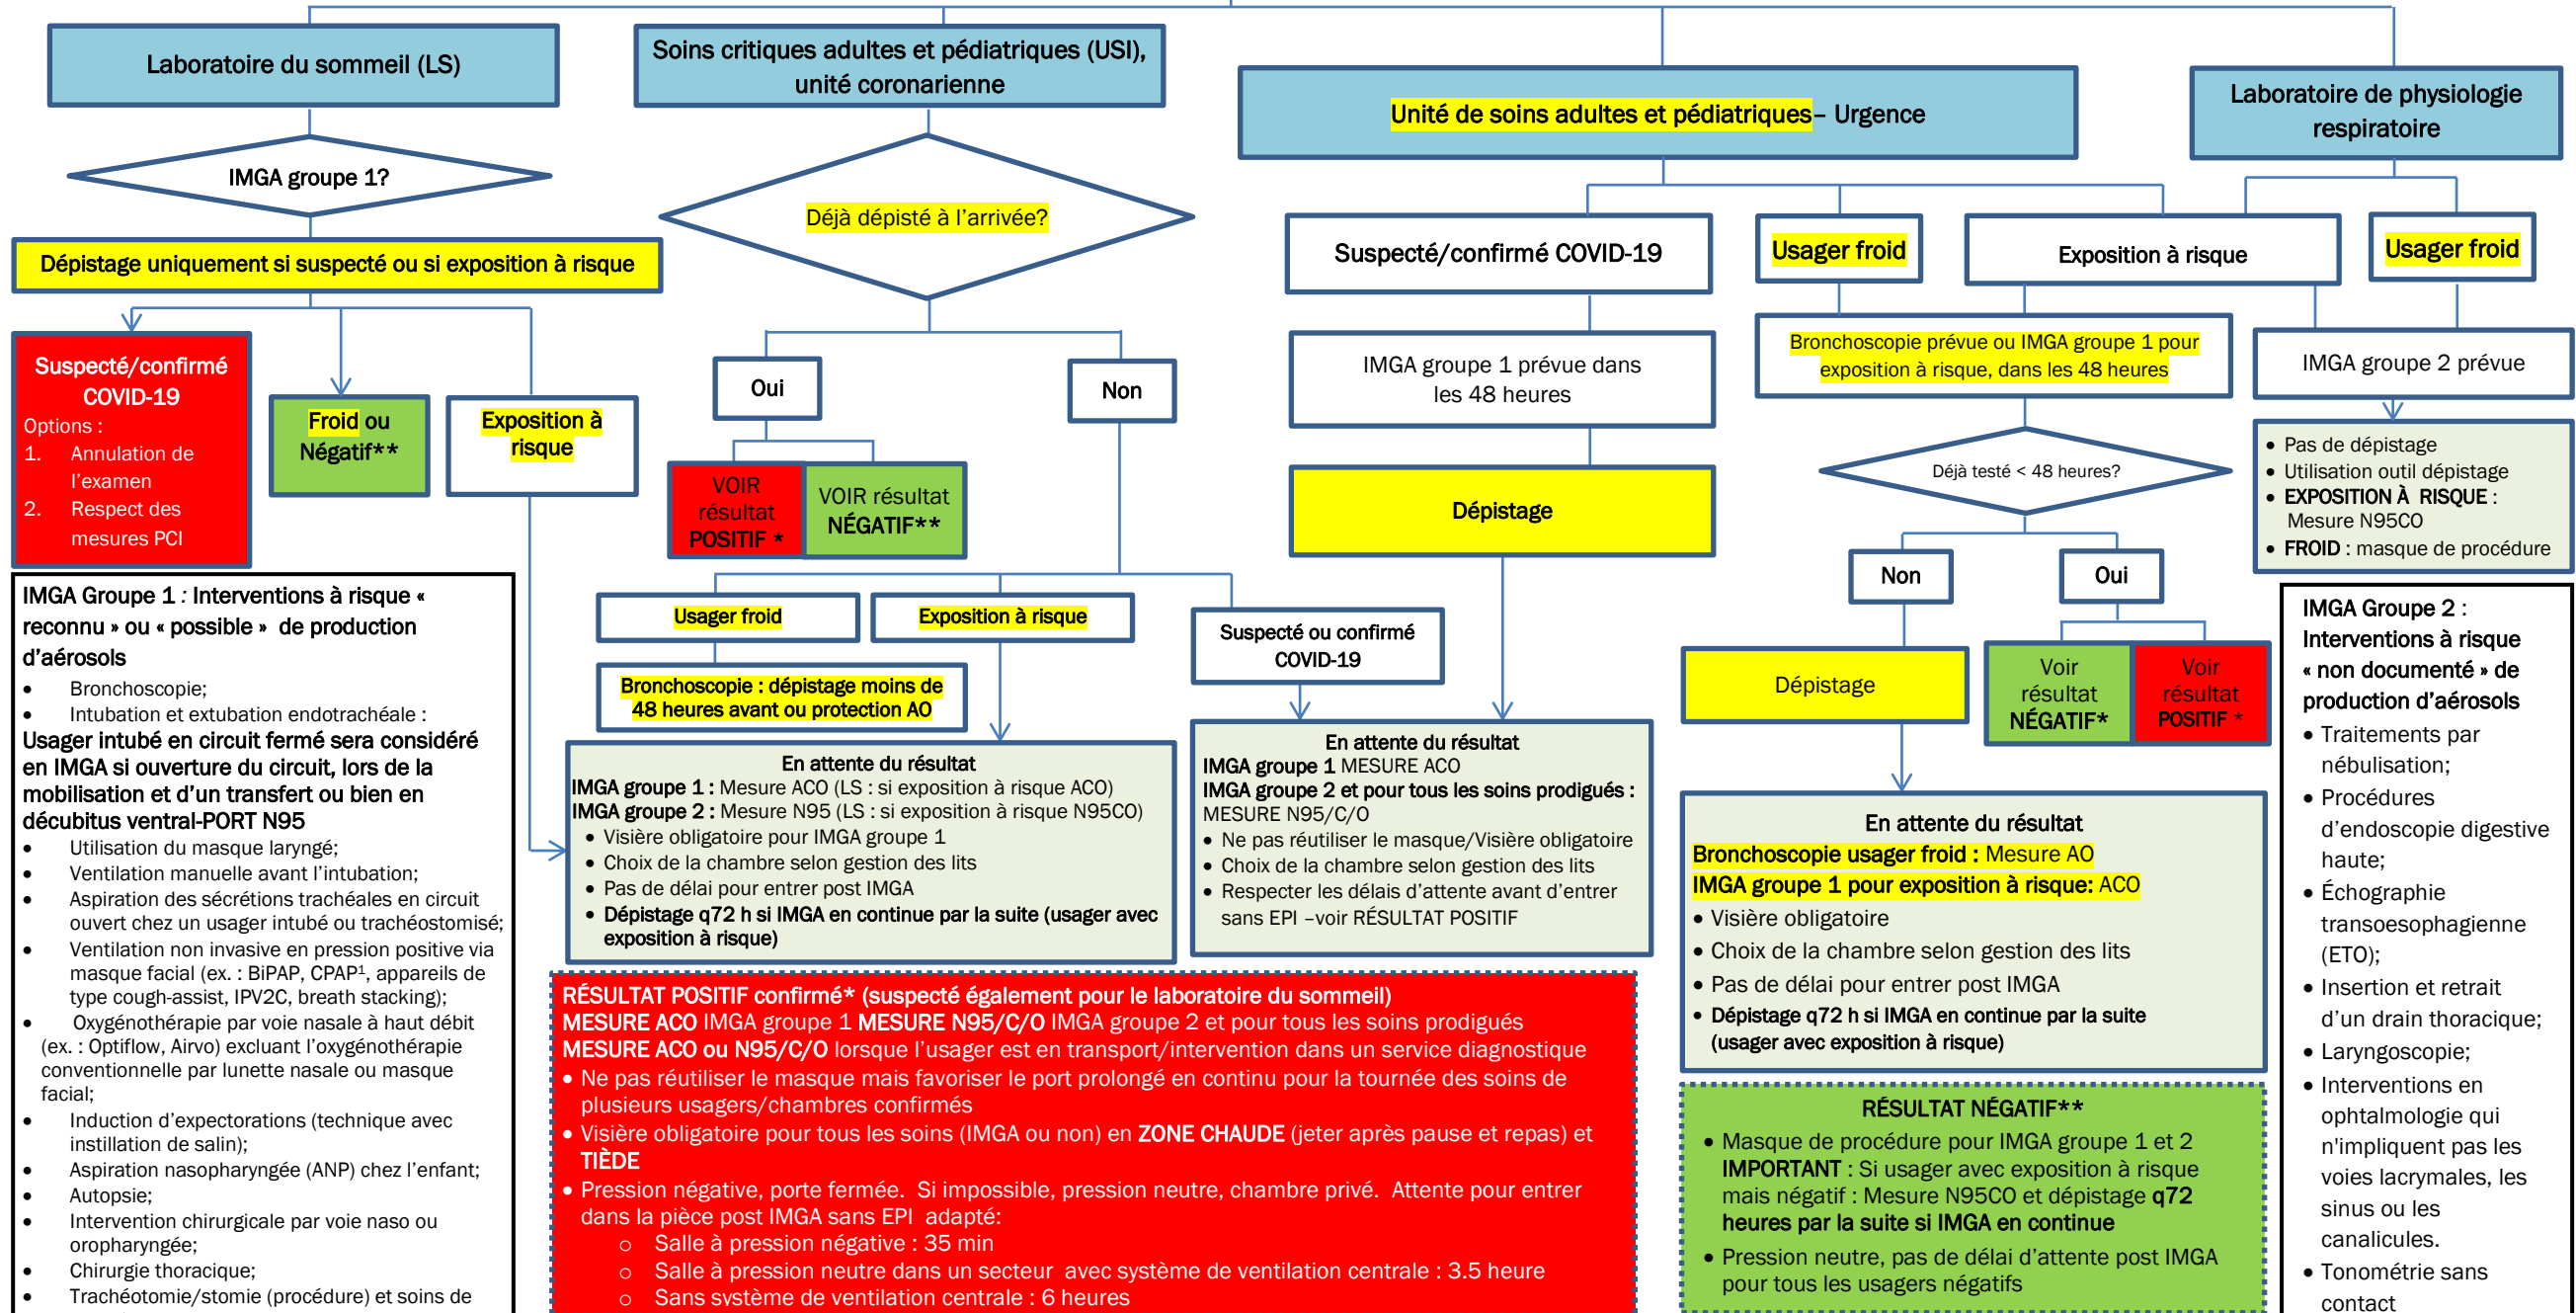 Laboratoire du sommeil (LS)
Soins critiques adultes et pédiatriques (USI),
unité coronarienne
Unité de soins adultes et pédiatriques– Urgence
Laboratoire de physiologie
respiratoire
IMGA groupe 1?
Déjà dépisté à l'arrivée?
Suspecté/confirmé COVID-19
Usager froid
Exposition à risque
Usager froid
Dépistage uniquement si suspecté ou si exposition à risque
Suspecté/confirmé
COVID-19
Options :
1. Annulation de
l'examen
2. Respect des
mesures PCI
Froid ou
Négatif**
Exposition à
risque
Oui
Non
VOIR
résultat
POSITIF *
VOIR résultat
NÉGATIF**
IMGA groupe 1 prévue dans
les 48 heures
Dépistage
Bronchoscopie prévue ou IMGA groupe 1 pour
exposition à risque, dans les 48 heures
Déjà testé < 48 heures?
Non
Oui
Dépistage
Voir
résultat
NÉGATIF*
Voir
résultat
POSITIF *
IMGA groupe 2 prévue
• Pas de dépistage
• Utilisation outil dépistage
• EXPOSITION À RISQUE :
Mesure N95CO
• FROID : masque de procédure
Usager froid
Exposition à risque
Suspecté ou confirmé
COVID-19
Bronchoscopie : dépistage moins de
48 heures avant ou protection AO
IMGA Groupe 1 : Interventions à risque «
reconnu » ou « possible » de production
d'aérosols
• Bronchoscopie;
• Intubation et extubation endotrachéale :
Usager intubé en circuit fermé sera considéré
en IMGA si ouverture du circuit, lors de la
mobilisation et d'un transfert ou bien en
décubitus ventral-PORT N95
• Utilisation du masque laryngé;
• Ventilation manuelle avant l'intubation;
• Aspiration des sécrétions trachéales en circuit
ouvert chez un usager intubé ou trachéostomisé;
• Ventilation non invasive en pression positive via
masque facial (ex. : BiPAP, CPAP¹, appareils de
type cough-assist, IPV2C, breath stacking);
• Oxygénothérapie par voie nasale à haut débit
(ex. : Optiflow, Airvo) excluant l'oxygénothérapie
conventionnelle par lunette nasale ou masque
facial;
• Induction d'expectorations (technique avec
instillation de salin);
• Aspiration nasopharyngée (ANP) chez l'enfant;
• Autopsie;
• Intervention chirurgicale par voie naso ou
oropharyngée;
• Chirurgie thoracique;
• Trachéotomie/stomie (procédure) et soins de
En attente du résultat
IMGA groupe 1 : Mesure ACO (LS : si exposition à risque ACO)
IMGA groupe 2 : Mesure N95 (LS : si exposition à risque N95CO)
• Visière obligatoire pour IMGA groupe 1
• Choix de la chambre selon gestion des lits
• Pas de délai pour entrer post IMGA
• Dépistage q72 h si IMGA en continue par la suite (usager avec
exposition à risque)
En attente du résultat
IMGA groupe 1 MESURE ACO
IMGA groupe 2 et pour tous les soins prodigués :
MESURE N95/C/O
• Ne pas réutiliser le masque/Visière obligatoire
• Choix de la chambre selon gestion des lits
• Respecter les délais d'attente avant d'entrer
sans EPI –voir RÉSULTAT POSITIF
En attente du résultat
Bronchoscopie usager froid : Mesure AO
IMGA groupe 1 pour exposition à risque: ACO
• Visière obligatoire
• Choix de la chambre selon gestion des lits
• Pas de délai pour entrer post IMGA
• Dépistage q72 h si IMGA en continue par la suite
(usager avec exposition à risque)
RÉSULTAT POSITIF confirmé* (suspecté également pour le laboratoire du sommeil)
MESURE ACO IMGA groupe 1 MESURE N95/C/O IMGA groupe 2 et pour tous les soins prodigués
MESURE ACO ou N95/C/O lorsque l'usager est en transport/intervention dans un service diagnostique
• Ne pas réutiliser le masque mais favoriser le port prolongé en continu pour la tournée des soins de
plusieurs usagers/chambres confirmés
• Visière obligatoire pour tous les soins (IMGA ou non) en ZONE CHAUDE (jeter après pause et repas) et
TIÈDE
• Pression négative, porte fermée. Si impossible, pression neutre, chambre privé. Attente pour entrer
dans la pièce post IMGA sans EPI adapté:
o Salle à pression négative : 35 min
o Salle à pression neutre dans un secteur avec système de ventilation centrale : 3.5 heure
o Sans système de ventilation centrale : 6 heures
RÉSULTAT NÉGATIF**
• Masque de procédure pour IMGA groupe 1 et 2
IMPORTANT : Si usager avec exposition à risque
mais négatif : Mesure N95CO et dépistage q72
heures par la suite si IMGA en continue
• Pression neutre, pas de délai d'attente post IMGA
pour tous les usagers négatifs
IMGA Groupe 2 :
Interventions à risque
« non documenté » de
production d'aérosols
• Traitements par
nébulisation;
• Procédures
d'endoscopie digestive
haute;
• Échographie
transoesophagienne
(ETO);
• Insertion et retrait
d'un drain thoracique;
• Laryngoscopie;
• Interventions en
ophtalmologie qui
n'impliquent pas les
voies lacrymales, les
sinus ou les
canalicules.
• Tonométrie sans
contact